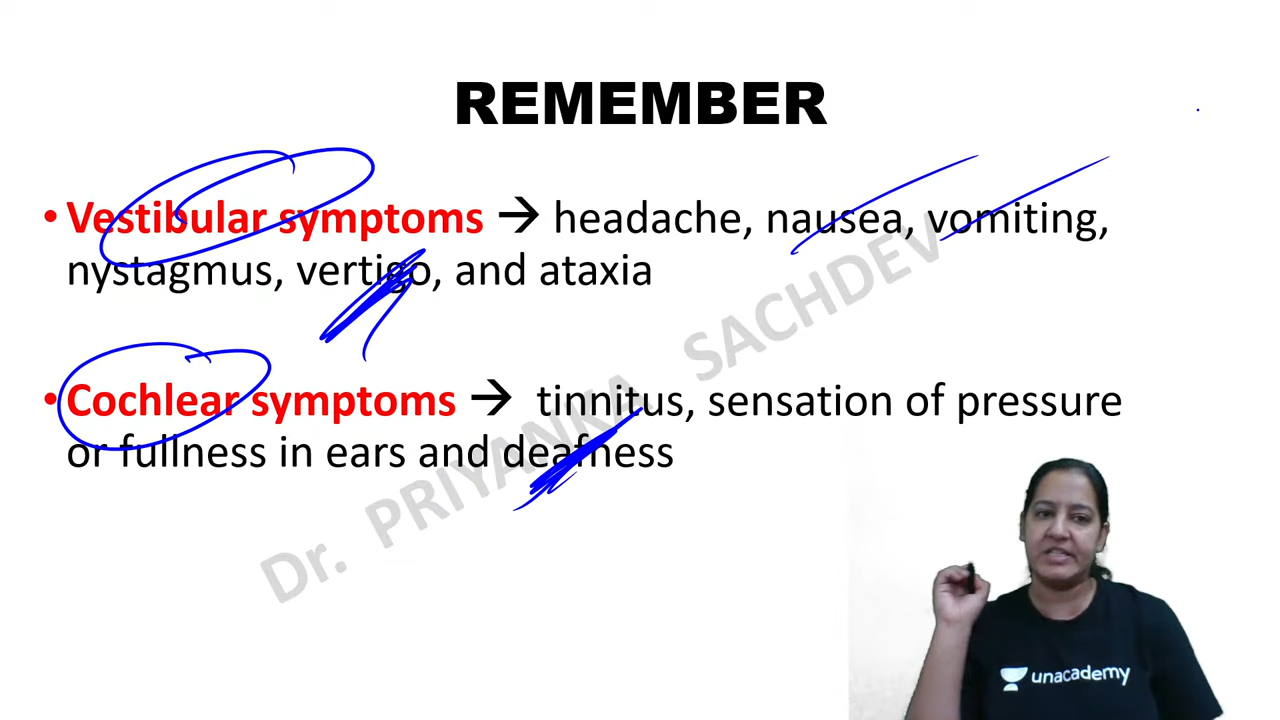 REMEMBER
• Vestibular symptoms → headache, nausea, vomiting,
nystagmus, vertigo, and ataxia
• Cochlear symptoms → tinnitus, sensation of pressure
or fullness in ears and deafness
Dr. PRIYANKA SACHDEV
unacademy